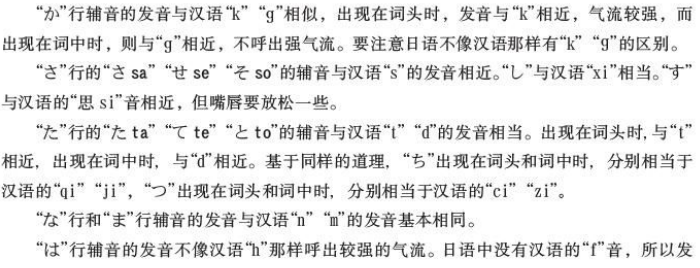 “か”行辅音的发音与汉语“k”“g”相似，出现在词头时，发音与“k”相近，气流较强，而
出现在词中时，则与“g”相近，不呼出强气流。要注意日语不像汉语那样有“k”“g”的区别。
“さ”行的“さ sa”“せ se”“そ so”的辅音与汉语“s”的发音相近。“し”与汉语“xi”相当。“す”
与汉语的“思 si”音相近，但嘴唇要放松一些。
“た”行的“た ta”“て te”“と to”的辅音与汉语“t”“d”的发音相当。出现在词头时，与“t”
相近，出现在词中时，与“d”相近。基于同样的道理，“ち”出现在词头和词中时，分别相当于
汉语的“qi”“ji”，“つ”出现在词头和词中时，分别相当于汉语的“ci”“zi”。
“な”行和“ま”行辅音的发音与汉语“n”“m”的发音基本相同。
“は”行辅音的发音不像汉语“h”那样呼出较强的气流。日语中没有汉语的“f”音，所以发